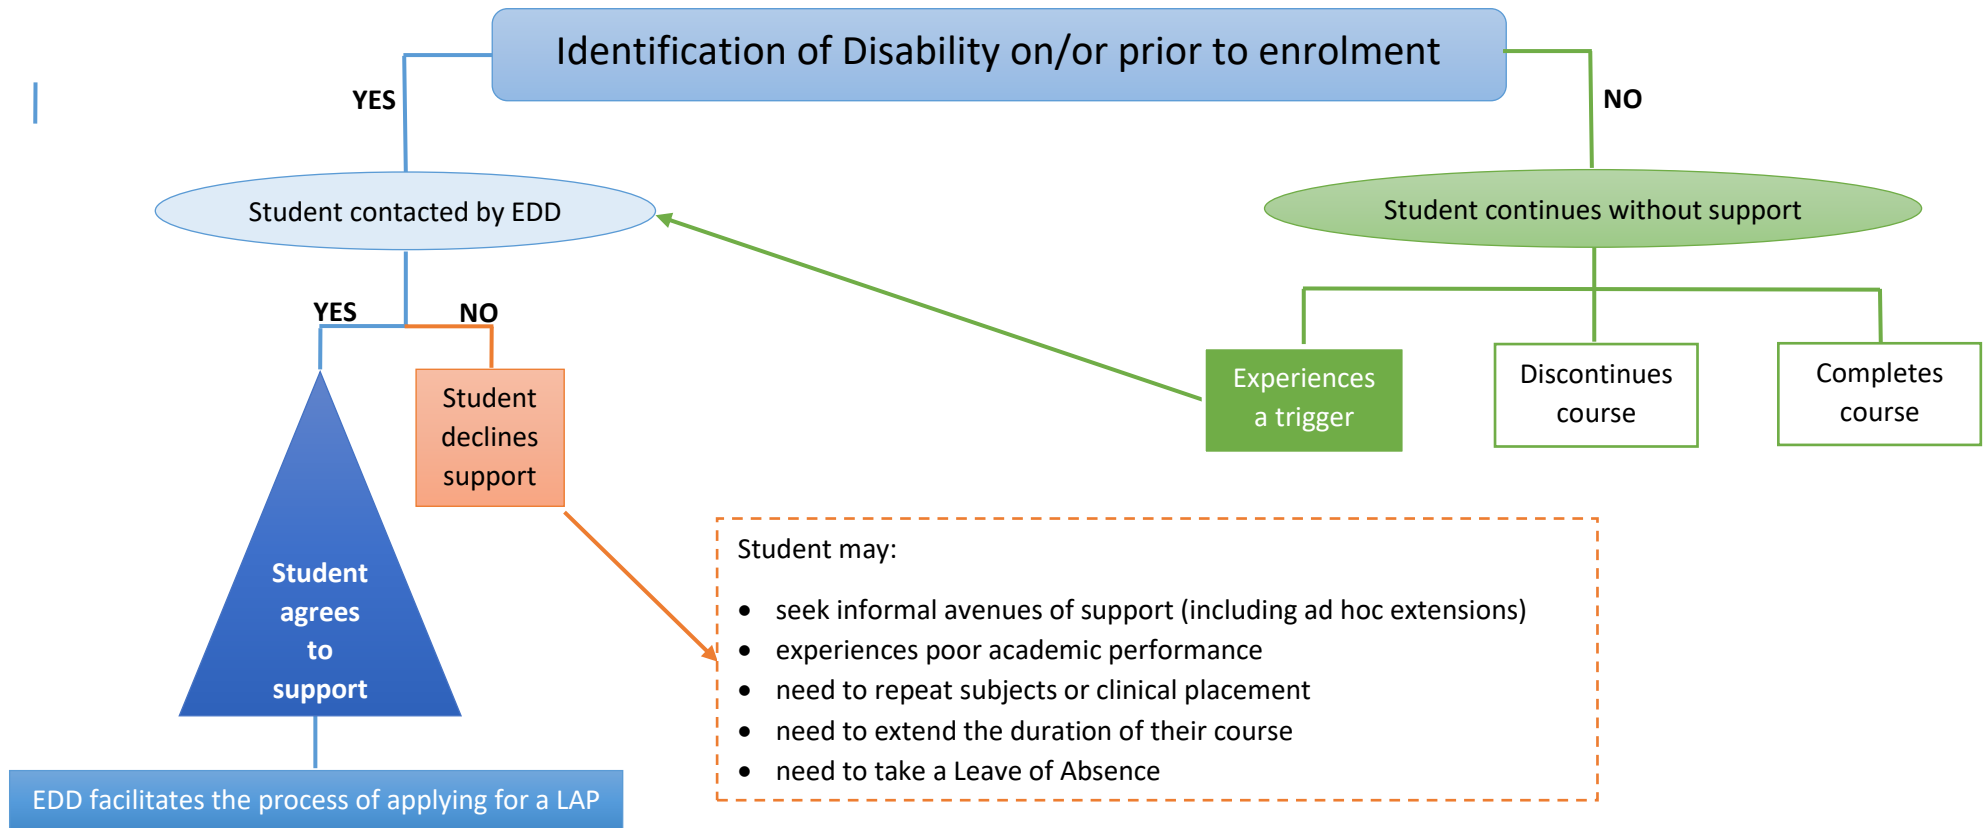 Identification of Disability on/or prior to enrolment
YES
NO
Student contacted by EDD
Student continues without support
YES
NO
Student
declines
support
Experiences
a trigger
Discontinues
course
Completes
course
Student
agrees
to
support
Student may:
• seek informal avenues of support (including ad hoc extensions)
• experiences poor academic performance
• need to repeat subjects or clinical placement
• need to extend the duration of their course
• need to take a Leave of Absence
EDD facilitates the process of applying for a LAP